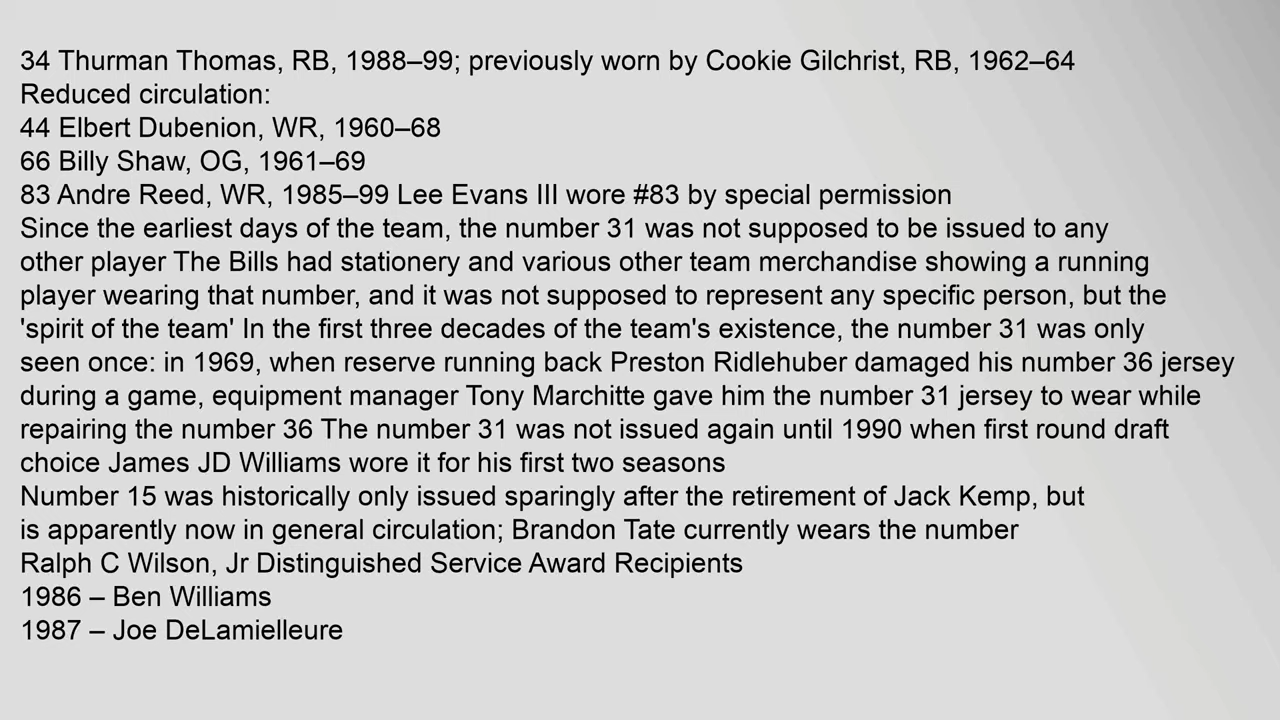 34 Thurman Thomas, RB, 1988–99; previously worn by Cookie Gilchrist, RB, 1962–64
Reduced circulation:
44 Elbert Dubenion, WR, 1960–68
66 Billy Shaw, OG, 1961–69
83 Andre Reed, WR, 1985–99 Lee Evans III wore #83 by special permission
Since the earliest days of the team, the number 31 was not supposed to be issued to any
other player The Bills had stationery and various other team merchandise showing a running
player wearing that number, and it was not supposed to represent any specific person, but the
'spirit of the team' In the first three decades of the team's existence, the number 31 was only
seen once: in 1969, when reserve running back Preston Ridlehuber damaged his number 36 jersey
during a game, equipment manager Tony Marchitte gave him the number 31 jersey to wear while
repairing the number 36 The number 31 was not issued again until 1990 when first round draft
choice James JD Williams wore it for his first two seasons
Number 15 was historically only issued sparingly after the retirement of Jack Kemp, but
is apparently now in general circulation; Brandon Tate currently wears the number
Ralph C Wilson, Jr Distinguished Service Award Recipients
1986 – Ben Williams
1987 – Joe DeLamielleure